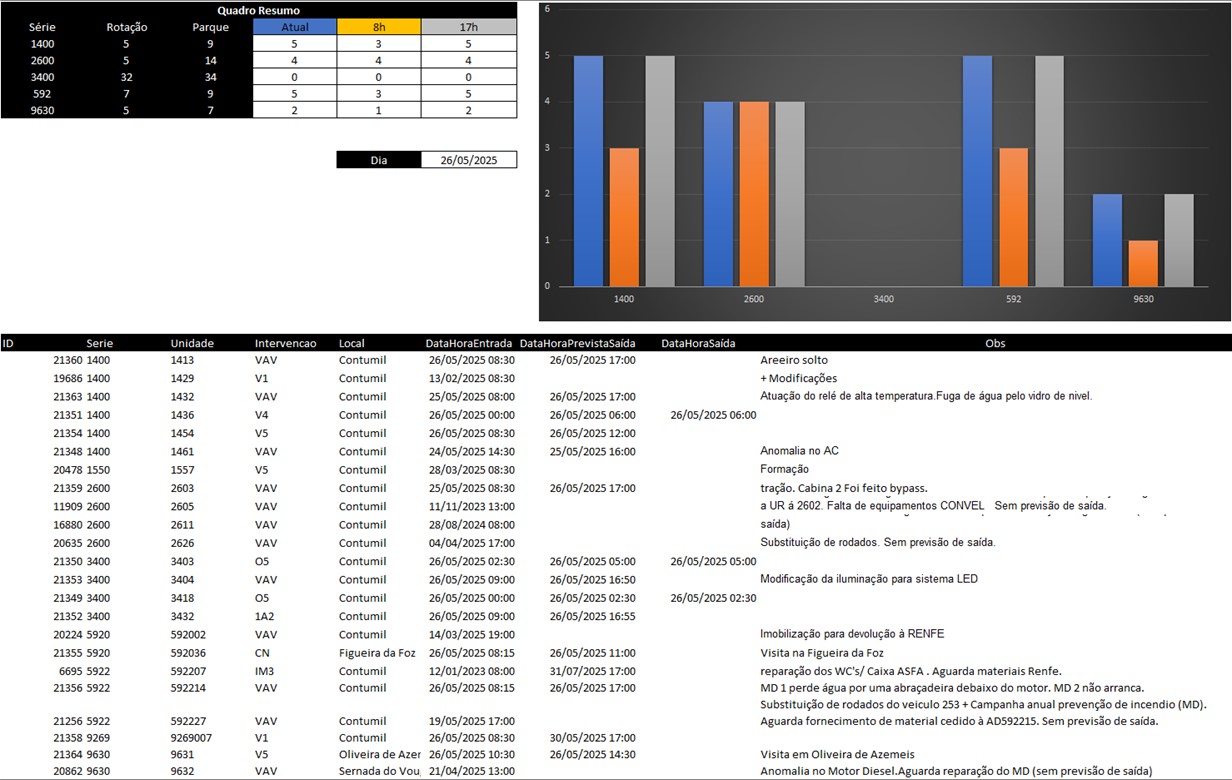 Quadro Resumo
Série Rotação Parque Atual 8h 17h
1400 5 9 5 3 5
2600 5 14 4 4 4
3400 32 34 0 0 0
592 7 9 5 3 5
9630 5 7 2 1 2
Dia 26/05/2025
6
5
4
3
2
1
0
1400 2600 3400 592 9630
ID Serie Unidade Intervencao Local DataHoraEntrada DataHoraPrevistaSaída DataHoraSaída Obs
21360 1400 1413 VAV Contumil 26/05/2025 08:30 26/05/2025 17:00 Areeiro solto
19686 1400 1429 V1 Contumil 13/02/2025 08:30 + Modificações
21363 1400 1432 VAV Contumil 25/05/2025 08:00 26/05/2025 17:00 Atuação do relé de alta temperatura.Fuga de água pelo vidro de nivel.
21351 1400 1436 V4 Contumil 26/05/2025 00:00 26/05/2025 06:00 26/05/2025 06:00
21354 1400 1454 V5 Contumil 26/05/2025 08:30 26/05/2025 12:00
21348 1400 1461 VAV Contumil 24/05/2025 14:30 25/05/2025 16:00 Anomalia no AC
20478 1550 1557 V5 Contumil 28/03/2025 08:30 Formação
21359 2600 2603 VAV Contumil 25/05/2025 08:30 26/05/2025 17:00 tração. Cabina 2 Foi feito bypass.
11909 2600 2605 VAV Contumil 11/11/2023 13:00 a UR á 2602. Falta de equipamentos CONVEL Sem previsão de saída.
16880 2600 2611 VAV Contumil 28/08/2024 08:00 saída)
20635 2600 2626 VAV Contumil 04/04/2025 17:00 Substituição de rodados. Sem previsão de saída.
21350 3400 3403 O5 Contumil 26/05/2025 02:30 26/05/2025 05:00 26/05/2025 05:00
21353 3400 3404 VAV Contumil 26/05/2025 09:00 26/05/2025 16:50 Modificação da iluminação para sistema LED
21349 3400 3418 O5 Contumil 26/05/2025 00:00 26/05/2025 02:30 26/05/2025 02:30
21352 3400 3432 1A2 Contumil 26/05/2025 09:00 26/05/2025 16:55
20224 5920 592002 VAV Contumil 14/03/2025 19:00 Imobilização para devolução à RENFE
21355 5920 592036 CN Figueira da Foz 26/05/2025 08:15 26/05/2025 11:00 Visita na Figueira da Foz
6695 5922 592207 IM3 Contumil 12/01/2023 08:00 31/07/2025 17:00 reparação dos WC's/ Caixa ASFA . Aguarda materiais Renfe.
21356 5922 592214 VAV Contumil 26/05/2025 08:15 26/05/2025 17:00 MD 1 perde água por uma abraçadeira debaixo do motor. MD 2 não arranca.
Substituição de rodados do veiculo 253 + Campanha anual prevenção de incendio (MD).
21256 5922 592227 VAV Contumil 19/05/2025 17:00 Aguarda fornecimento de material cedido à AD592215. Sem previsão de saída.
21358 9269 9269007 V1 Contumil 26/05/2025 08:30 30/05/2025 17:00
21364 9630 9631 V5 Oliveira de Azer 26/05/2025 10:30 26/05/2025 14:30 Visita em Oliveira de Azemeis
20862 9630 9632 VAV Sernada do Vou 21/04/2025 13:00 Anomalia no Motor Diesel.Aguarda reparação do MD (sem previsão de saída)